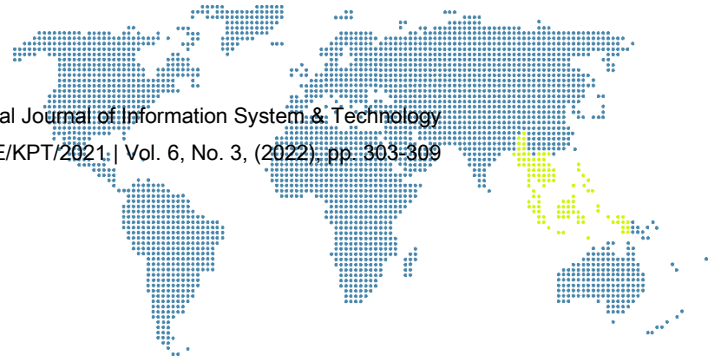 al Journal of Information System & Technology
E/KPT/2021 | Vol. 6, No. 3, (2022), pp. 303-309